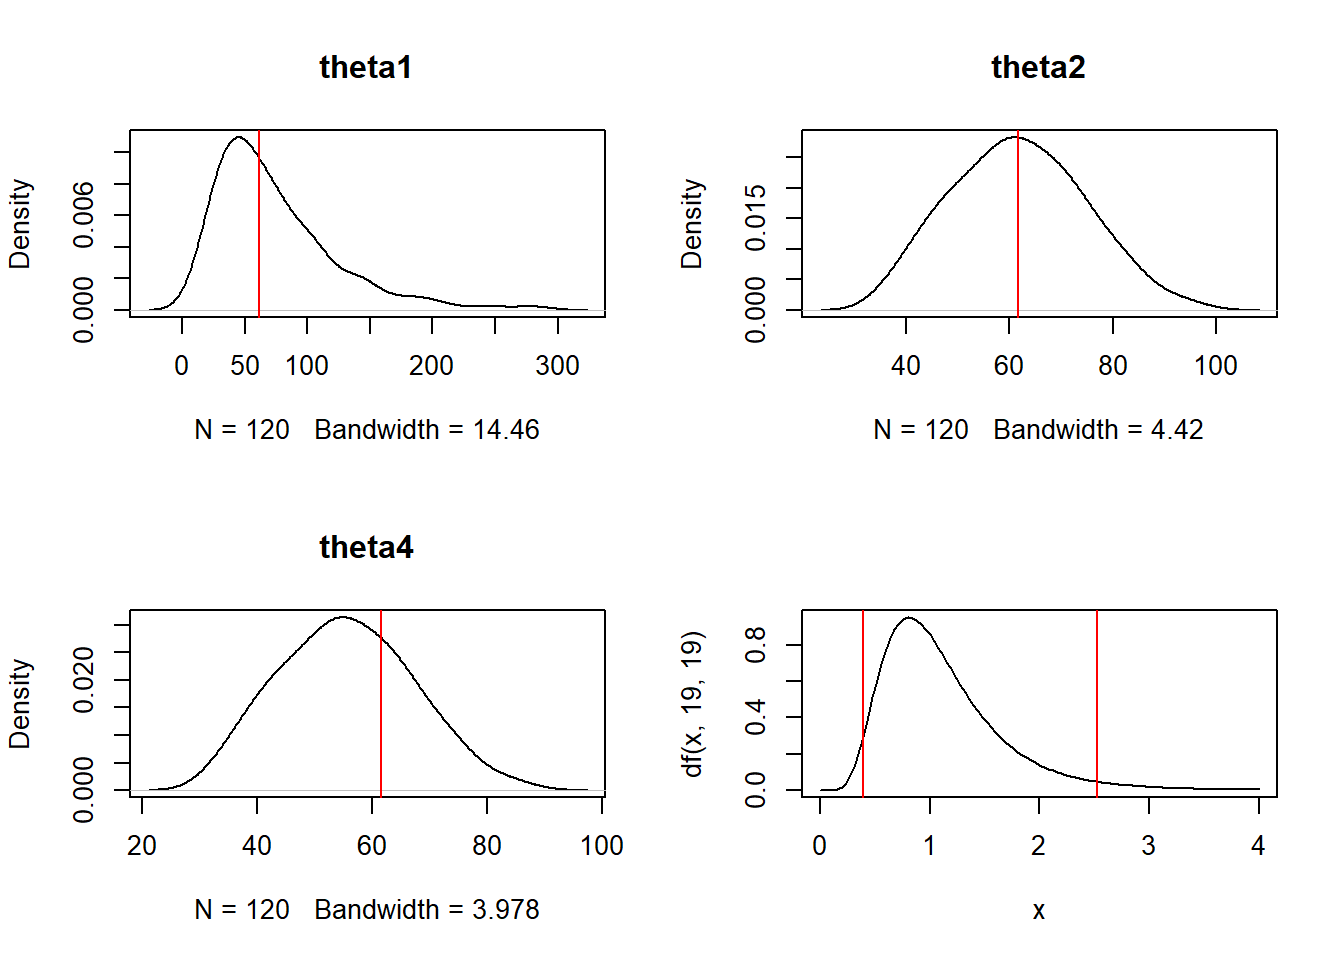 theta1
Density
0.000 0.006
0 50 100 200 300
N = 120 Bandwidth = 14.46
theta2
Density
0.000 0.015
40 60 80 100
N = 120 Bandwidth = 4.42
theta4
Density
0.000 0.020
20 40 60 80 100
N = 120 Bandwidth = 3.978
df(x, 19, 19)
0.0 0.4 0.8
0 1 2 3 4
x